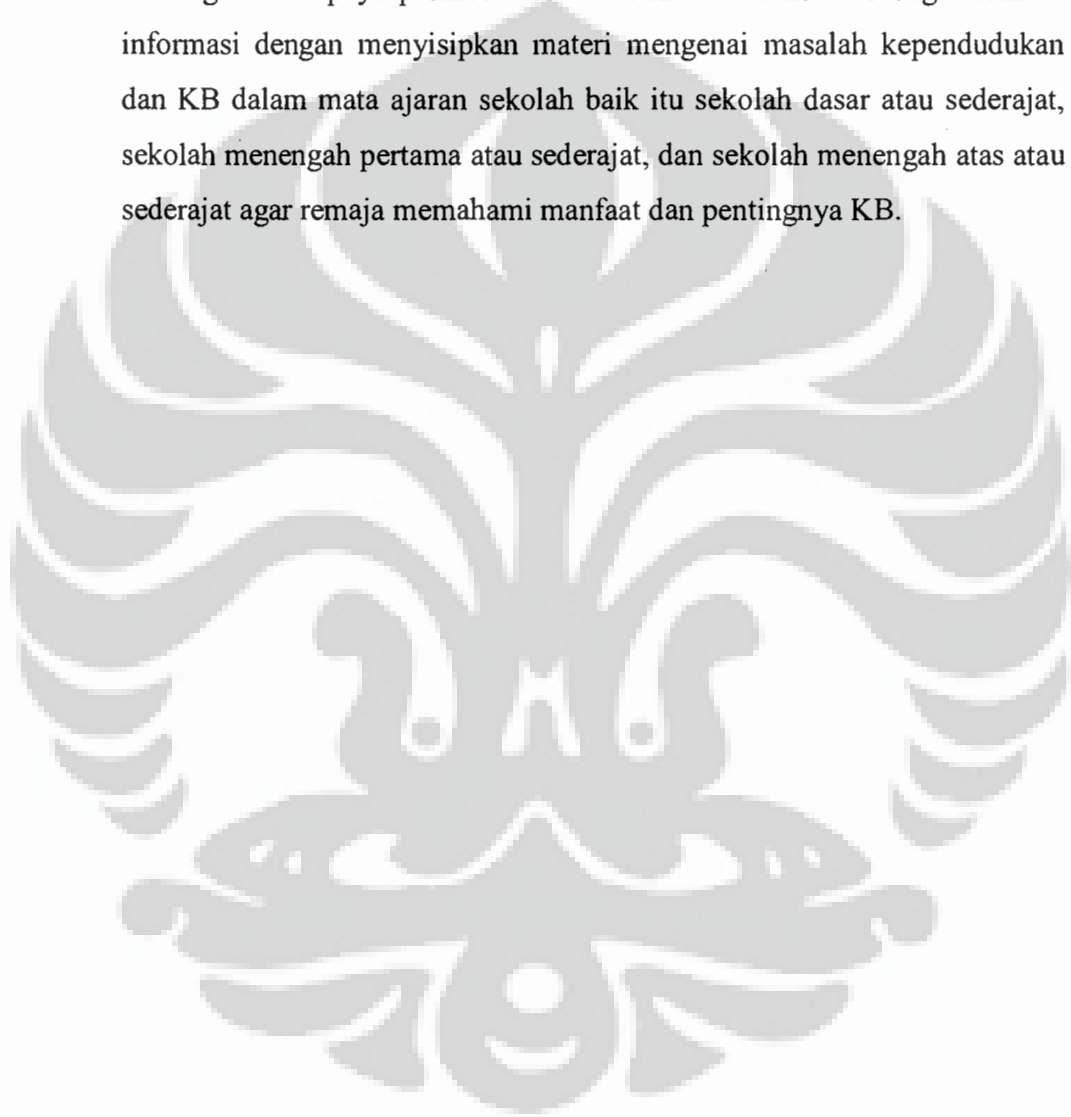 informasi dengan menyisipkan materi mengenai masalah kependudukan
dan KB dalam mata ajaran sekolah baik itu sekolah dasar atau sederajat,
sekolah menengah pertama atau sederajat, dan sekolah menengah atas atau
sederajat agar remaja memahami manfaat dan pentingnya KB.